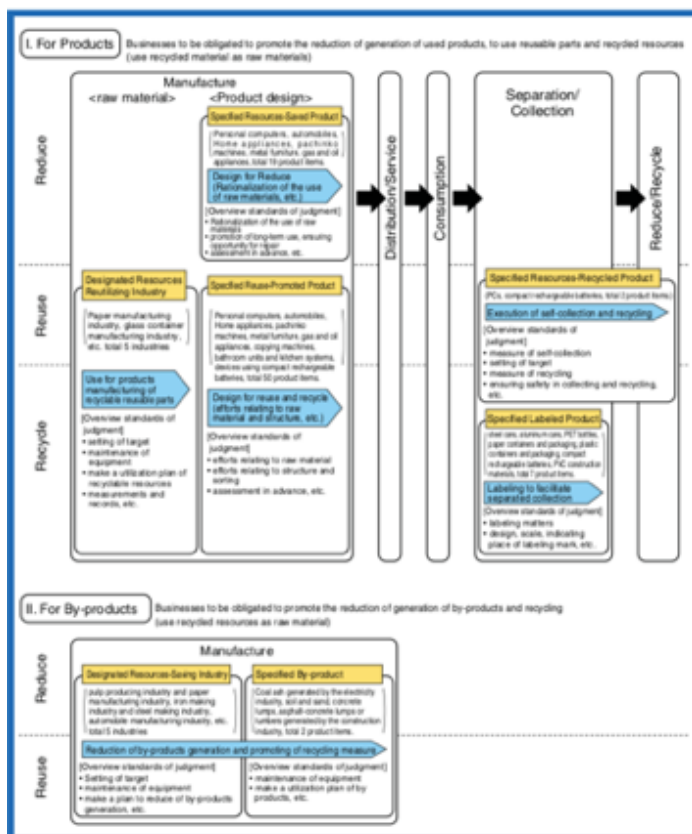 I. For Products
Businesses to be obligated to promote the reduction of generation of used products, to use reusable parts and recycled resources
(use recycled material as raw materials)
Manufacture
<raw material>
<Product design>
Reduce
Specified Resources-Saved Product
Personal computers, automobiles,
Home appliances, pachinko
machines, metal furniture, gas and oil
appliances, total 19 product items.
Design for Reduce
(Rationalization of the use
of raw materials, etc.)
[Overview standards of judgment]
• Rationalization of the use of raw
materials
• promotion of long-term use, ensuring
opportunity for repair
• assessment in advance, etc.
Reuse
Recycle
Designated Resources
Reutilizing Industry
Paper manufacturing
industry, glass container
manufacturing industry,
etc. total 5 industries
Use for products
manufacturing of
recyclable reusable parts
[Overview standards of
judgment]
• setting of target
• maintenance of
equipment
• make a utilization plan of
recyclable resources
• measurements and
records, etc.
Specified Reuse-Promoted Product
Personal computers, automobiles,
Home appliances, pachinko
machines, metal furniture, gas and oil
appliances, copying machines,
bathroom units and kitchen systems,
devices using compact rechargeable
batteries, total 50 product items.
Design for reuse and recycle
(efforts relating to raw
material and structure, etc.)
[Overview standards of
judgment]
• efforts relating to raw material
• efforts relating to structure and
sorting
• assessment in advance, etc.
Distribution/Service
Consumption
Separation/
Collection
Specified Resources-Recycled Product
(PCs, compact rechargeable batteries, total 2 product items)
Execution of self-collection and recycling
[Overview standards of
judgment]
• measure of self-collection
• setting of target
• measure of recycling
• ensuring safety in collecting and recycling,
etc.
Specified Labeled Product
steel cans, aluminum cans, PET bottles,
paper containers and packaging, plastic
containers and packaging, compact
rechargeable batteries, PVC construction
materials, total 7 product items.
Labeling to facilitate
separated collection
[Overview standards of judgment]
• labeling matters
• design, scale, indicating
place of labeling mark, etc.
Reduce/Recycle
II. For By-products
Businesses to be obligated to promote the reduction of generation of by-products and recycling
(use recycled resources as raw material)
Manufacture
Reduce
Reuse
Designated Resources-Saving Industry
pulp producing industry and paper
manufacturing industry, iron making
industry and steel making industry,
automobile manufacturing industry, etc.
total 5 industries
Specified By-product
Coal ash generated by the electricity
industry, soil and sand, concrete
lumps, asphalt-concrete lumps or
lumbers generated by the construction
industry, total 2 product items.
Reduction of by-products generation and promoting of recycling measure
[Overview standards of judgment]
• Setting of target
• maintenance of equipment
• make a plan to reduce of by-products
generation, etc.
[Overview standards of judgment]
• maintenance of equipment
• make a utilization plan of by
products, etc.